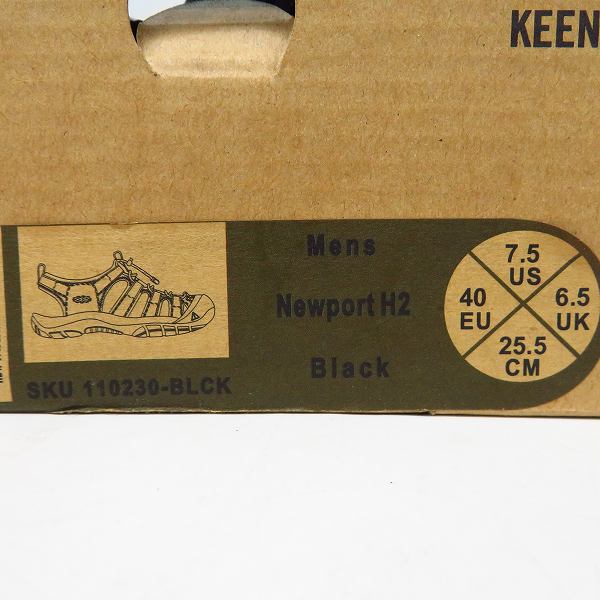 KEEN
Mens
Newport H2
Black
SKU 110230-BLCK
7.5
US
40
EU
6.5
UK
25.5
CM